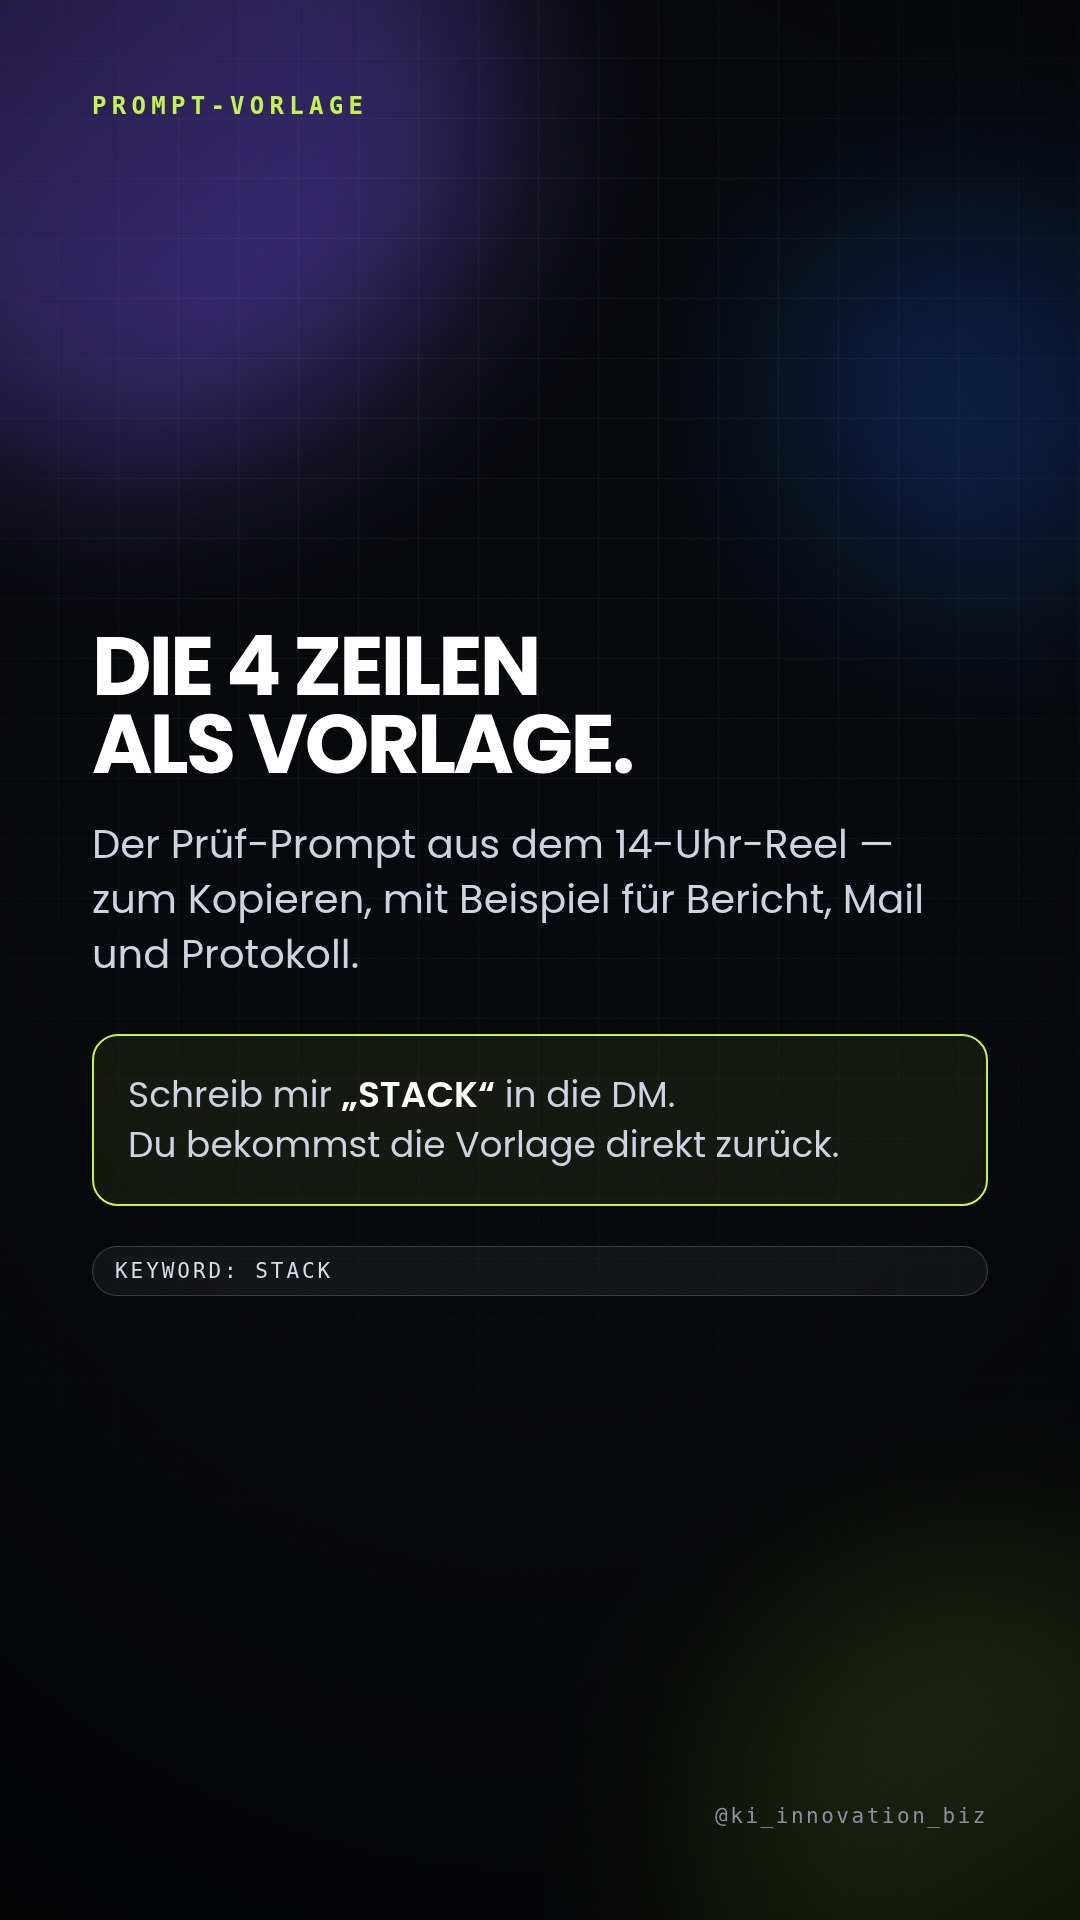 PROMPT-VORLAGE
DIE 4 ZEILEN
ALS VORLAGE.
Der Prüf-Prompt aus dem 14-Uhr-Reel —
zum Kopieren, mit Beispiel für Bericht, Mail
und Protokoll.
Schreib mir „STACK“ in die DM.
Du bekommst die Vorlage direkt zurück.
KEYWORD: STACK
@ki_innovation_biz